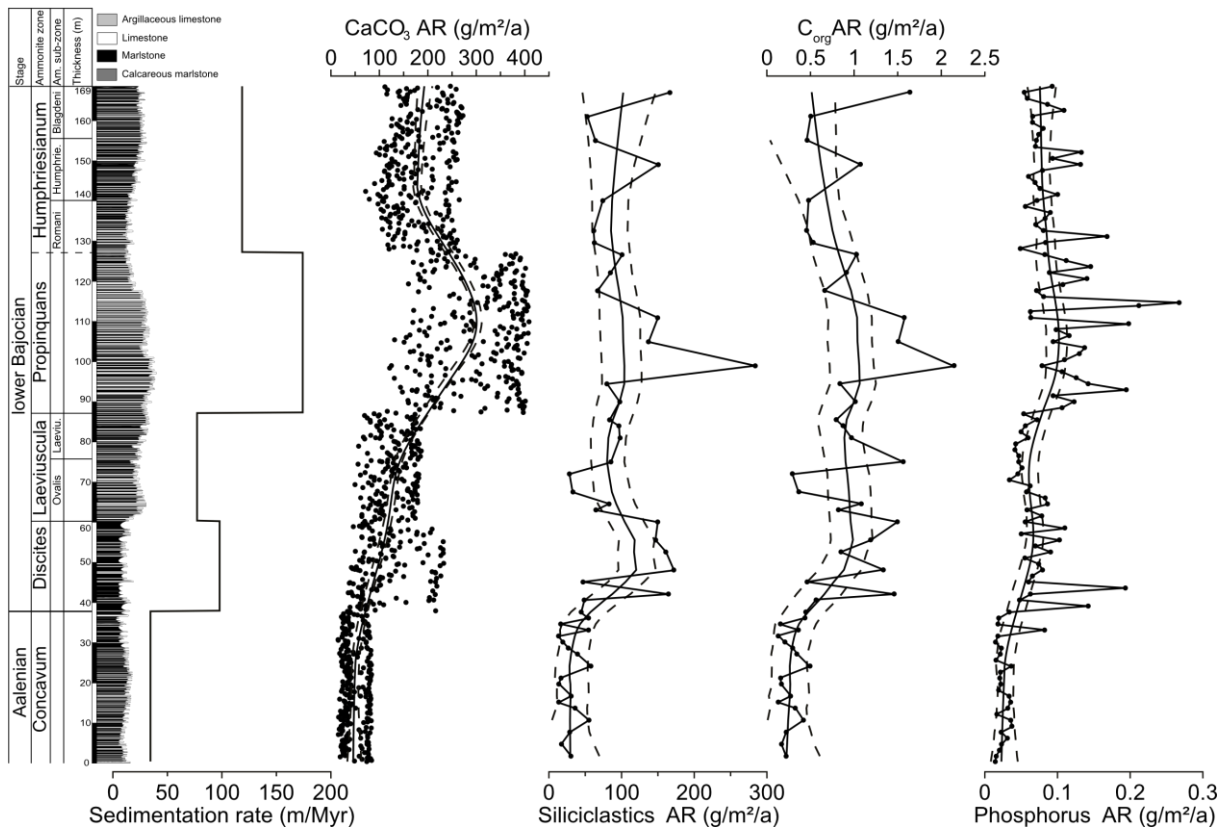 Argillaceous limestone
Limestone
Marlstone
Calcareous marlstone
Stage
Ammonite zone
Am. sub-zone
Thickness (m)
CaCO3 AR (g/m²/a)
0 100 200 300 400
Corg AR (g/m²/a)
0 0.5 1 1.5 2 2.5
lower Bajocian
Aalenian
Humphriesianum
Propinquans
Laeviuscula
Discites
Concavum
Blagdeni
Humphrie.
Romani
Laeviu.
Ovalis
169
160
150
140
130
120
110
100
90
80
70
60
50
40
30
20
10
0
0 50 100 150 200
Sedimentation rate (m/Myr)
0 100 200 300
Siliciclastics AR (g/m²/a)
0 0.1 0.2 0.3
Phosphorus AR (g/m²/a)